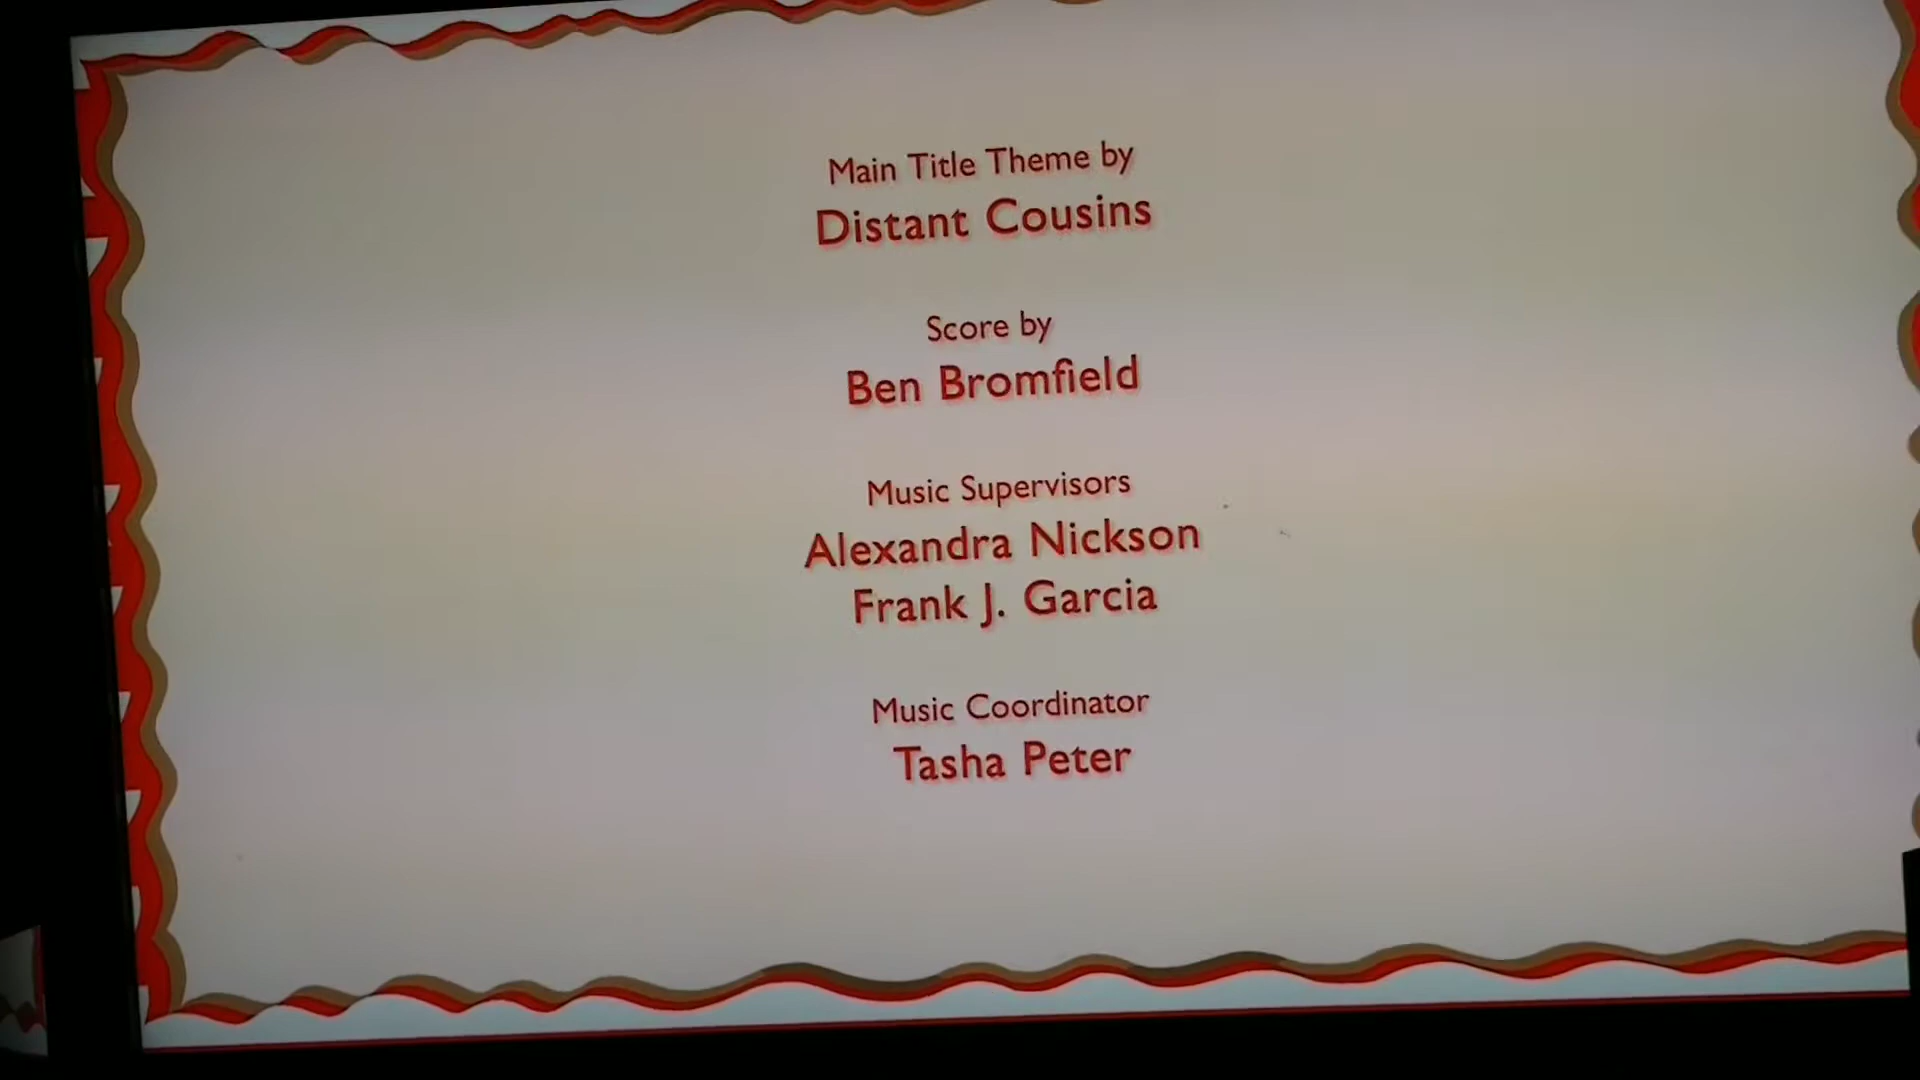 Main Title Theme by
Distant Cousins
Score by
Ben Bromfield
Music Supervisors
Alexandra Nickson
Frank J. Garcia
Music Coordinator
Tasha Peter